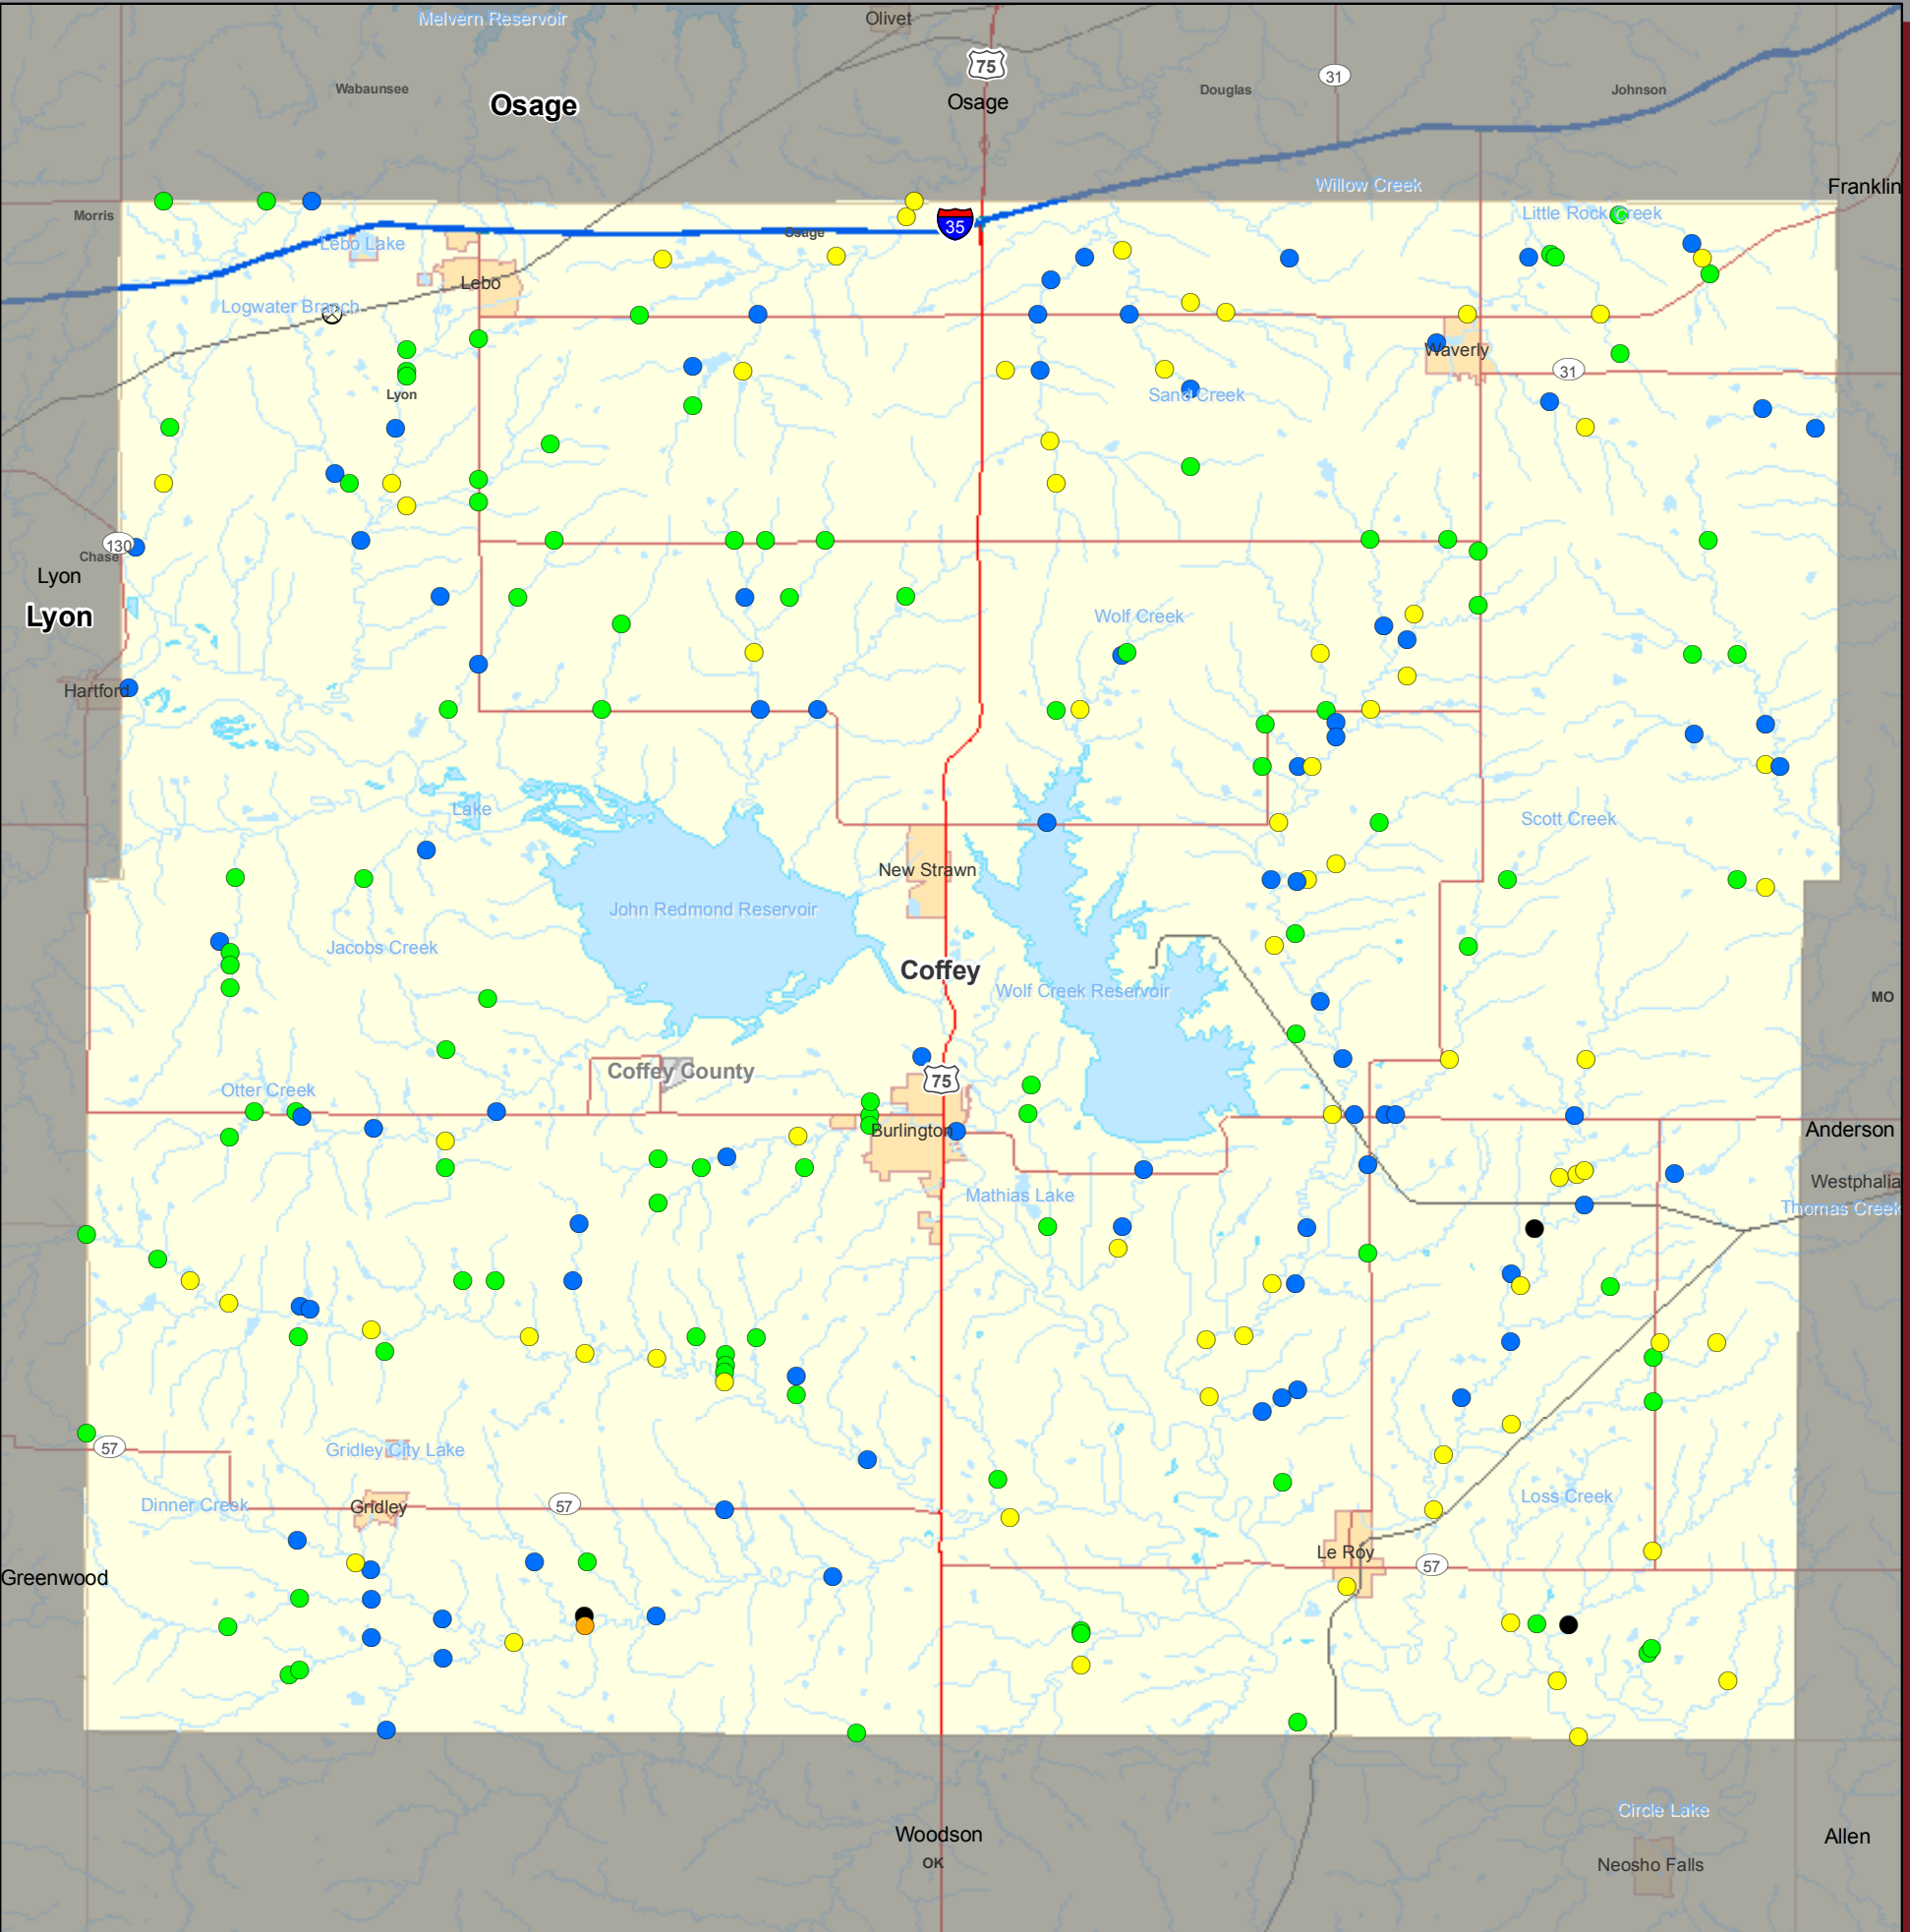 Melvern Reservoir
Olivet
75
31
Wabaunsee
Osage
Osage
Douglas
Johnson
Willow Creek
Franklin
Morris
Little Rock Creek
35
Osage
Lebo Lake
Lebo
Logwater Branch
Waverly
31
Lyon
Sand Creek
130
Chase
Lyon
Lyon
Wolf Creek
Hartford
Lake
Scott Creek
New Strawn
John Redmond Reservoir
Jacobs Creek
Coffey
Wolf Creek Reservoir
MO
Coffey County
75
Otter Creek
Burlington
Anderson
Westphalia
Mathias Lake
Thomas Creek
57
Gridley City Lake
Dinner Creek
Gridley
57
Loss Creek
Le Roy
57
Greenwood
Circle Lake
Woodson
Allen
OK
Neosho Falls